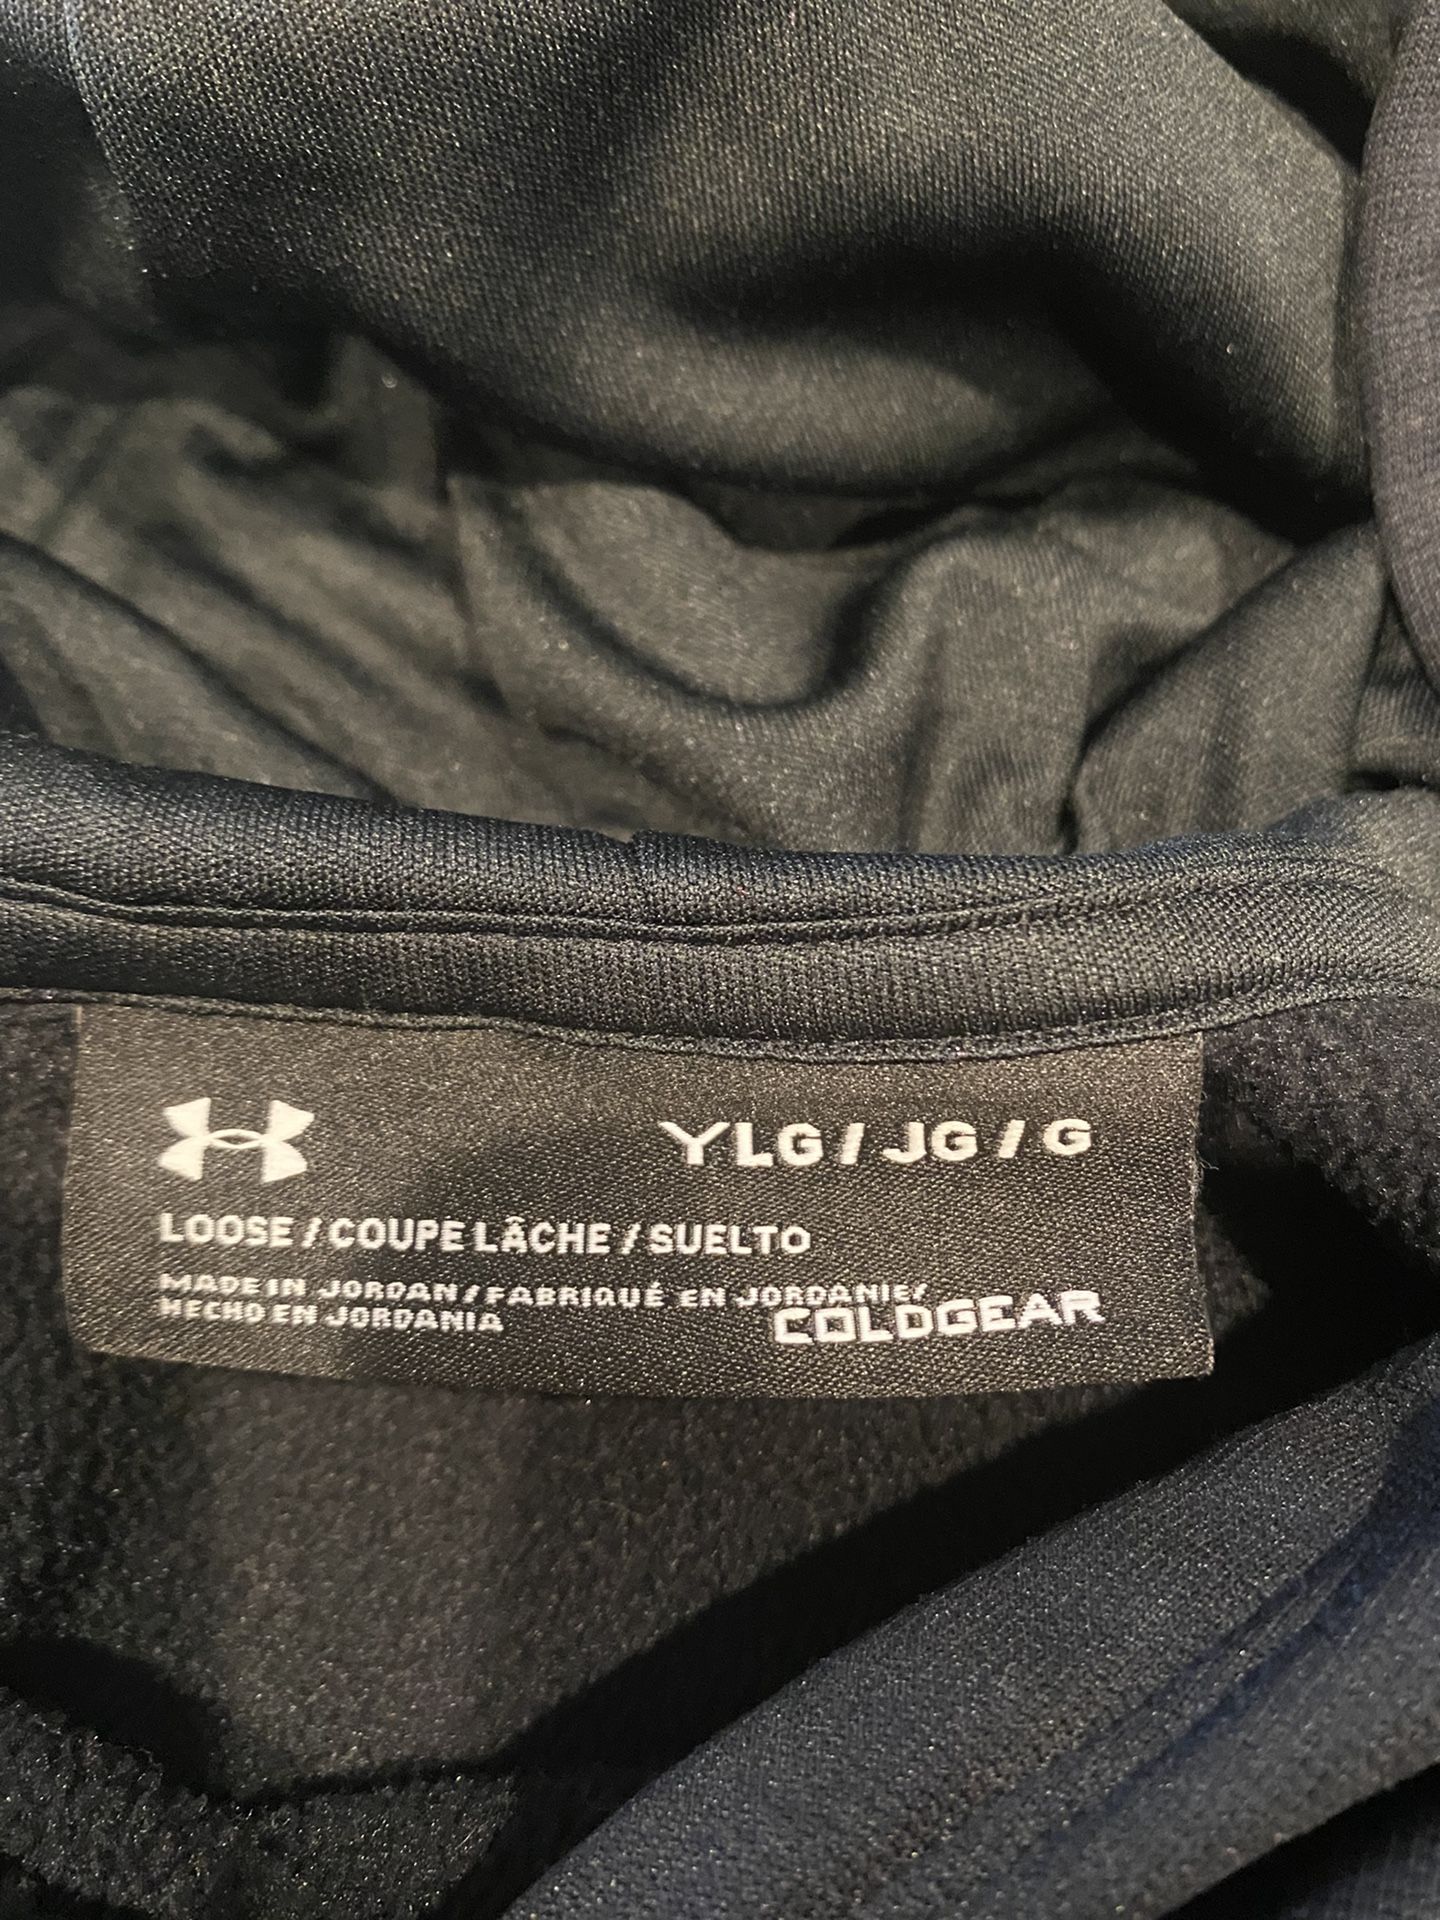 YLG / JG / G
LOOSE / COUPE LÂCHE / SUELTO
MADE IN JORDAN / FABRIQUÉ EN JORDANIE/
HECHO EN JORDANIA
COLDGEAR